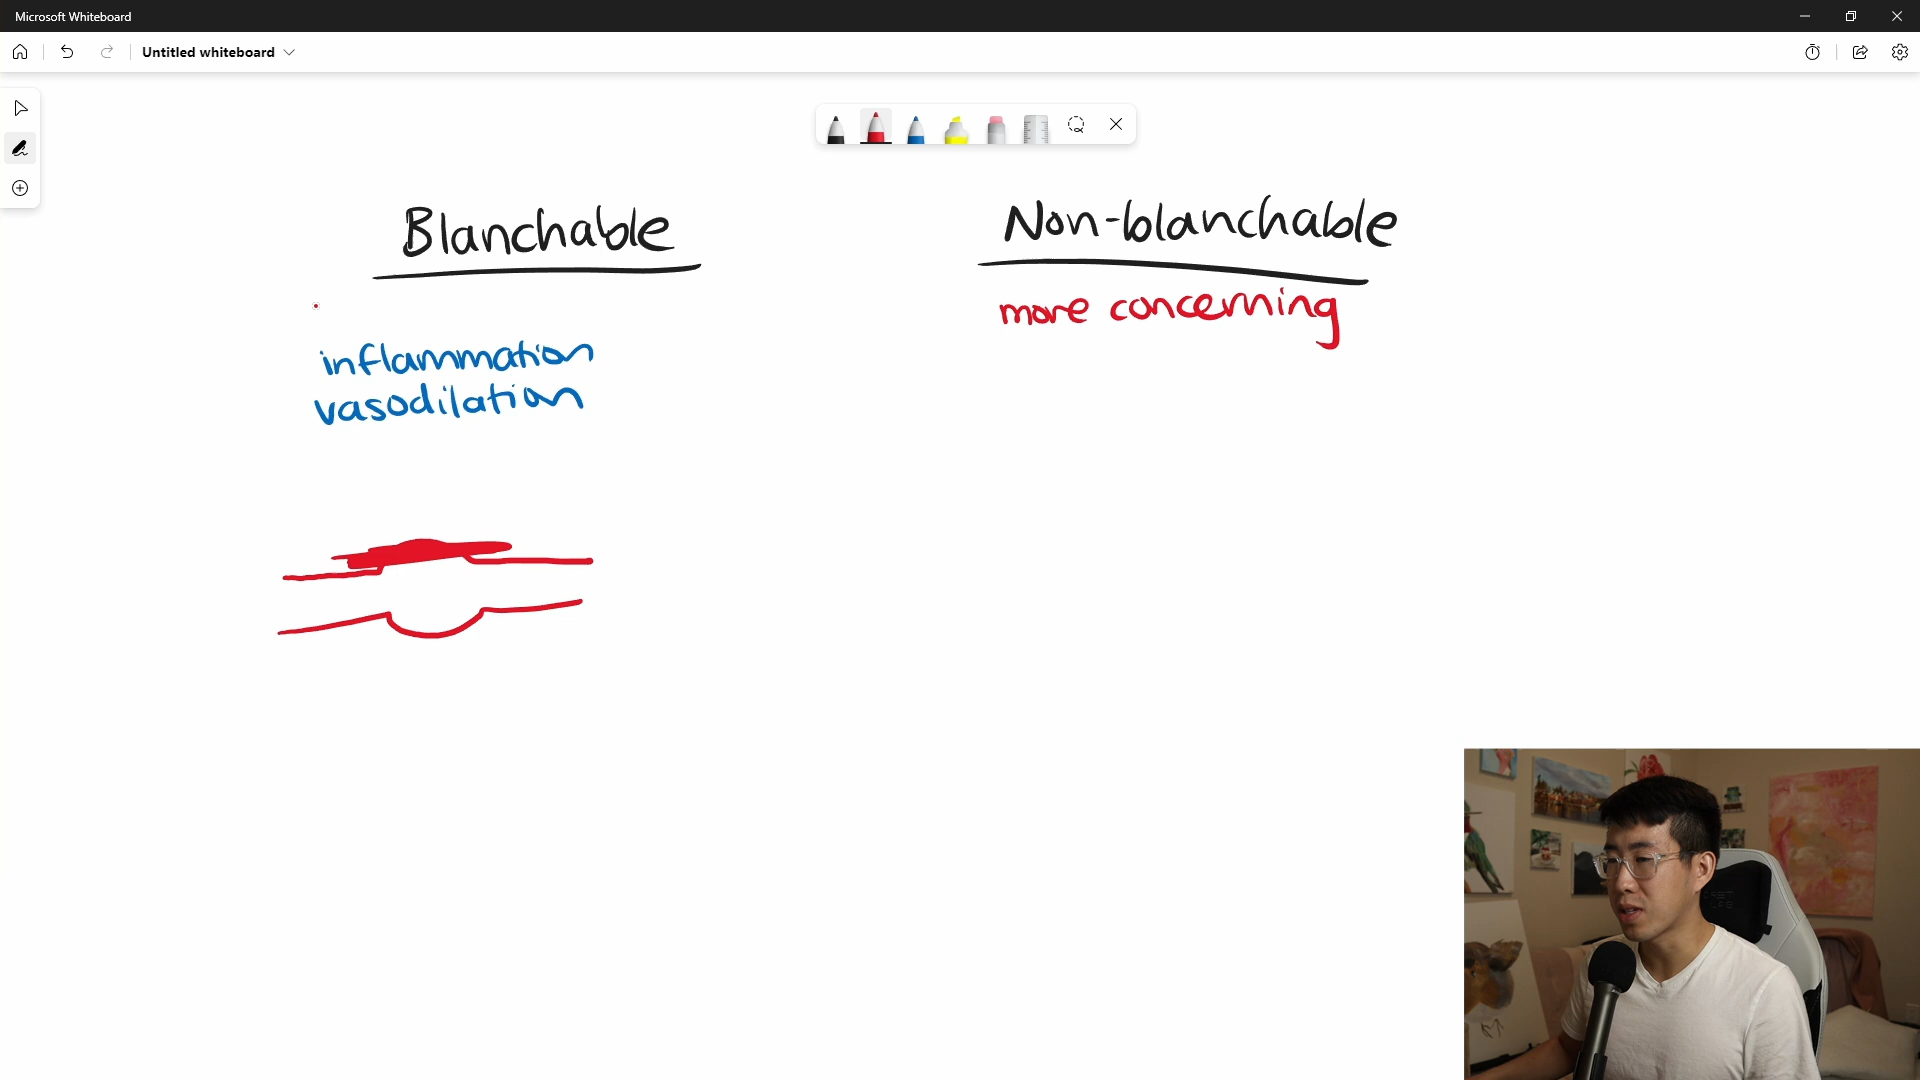 Microsoft Whiteboard
Untitled whiteboard
Blanchable
Non-blanchable
more concerning
inflammation
vasodilation